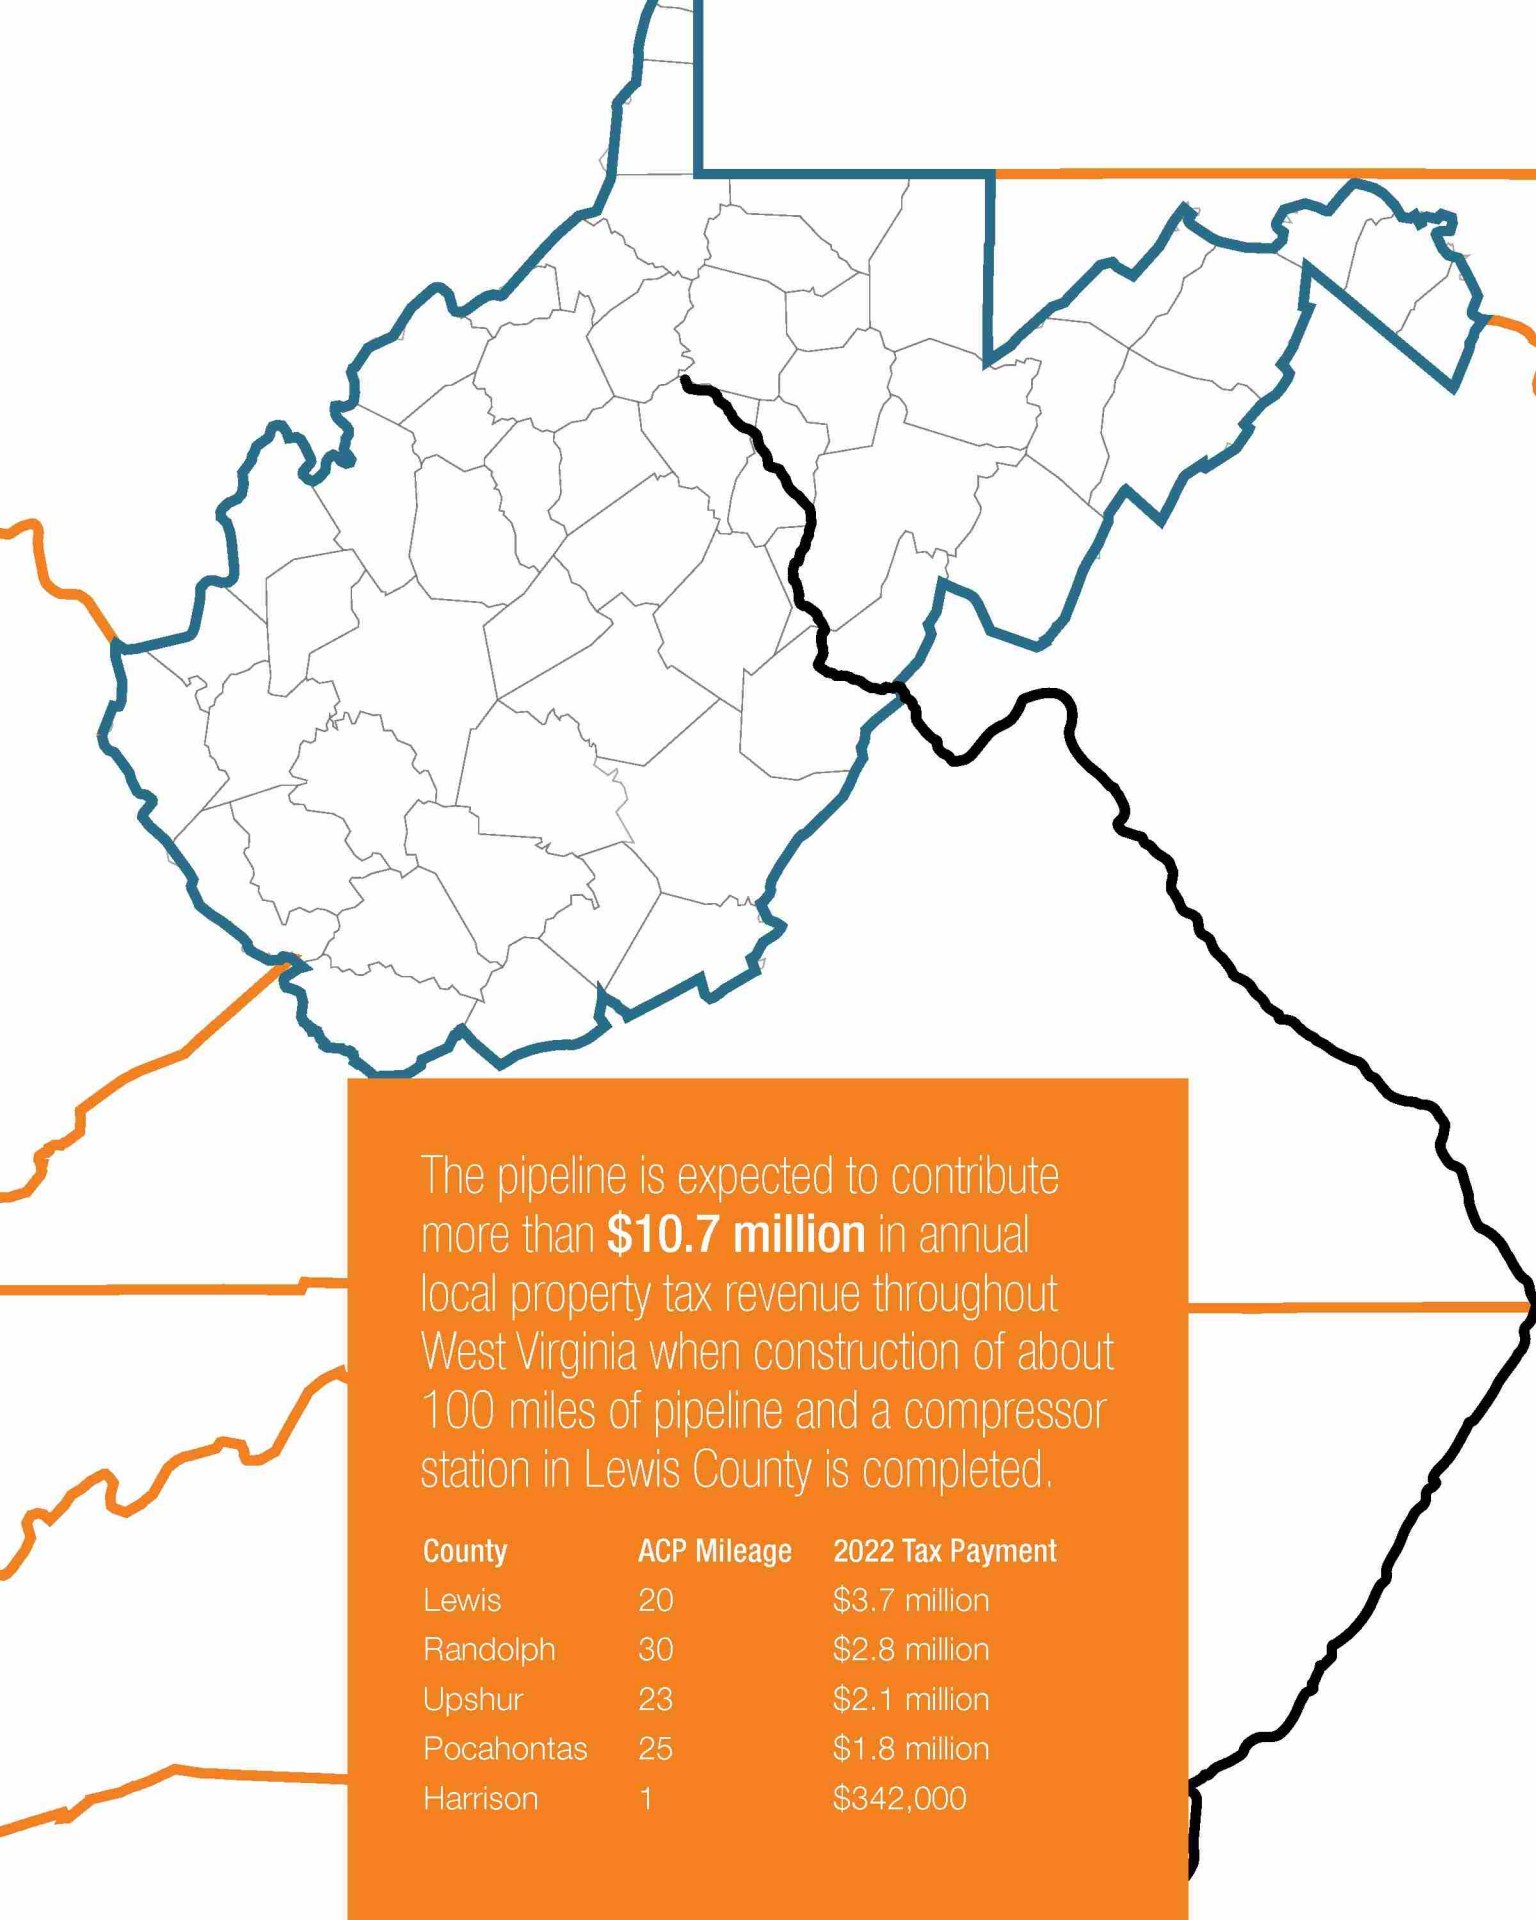 The pipeline is expected to contribute
more than $10.7 million in annual
local property tax revenue throughout
West Virginia when construction of about
100 miles of pipeline and a compressor
station in Lewis County is completed.
County ACP Mileage 2022 Tax Payment
Lewis 20 $3.7 million
Randolph 30 $2.8 million
Upshur 23 $2.1 million
Pocahontas 25 $1.8 million
Harrison 1 $342,000